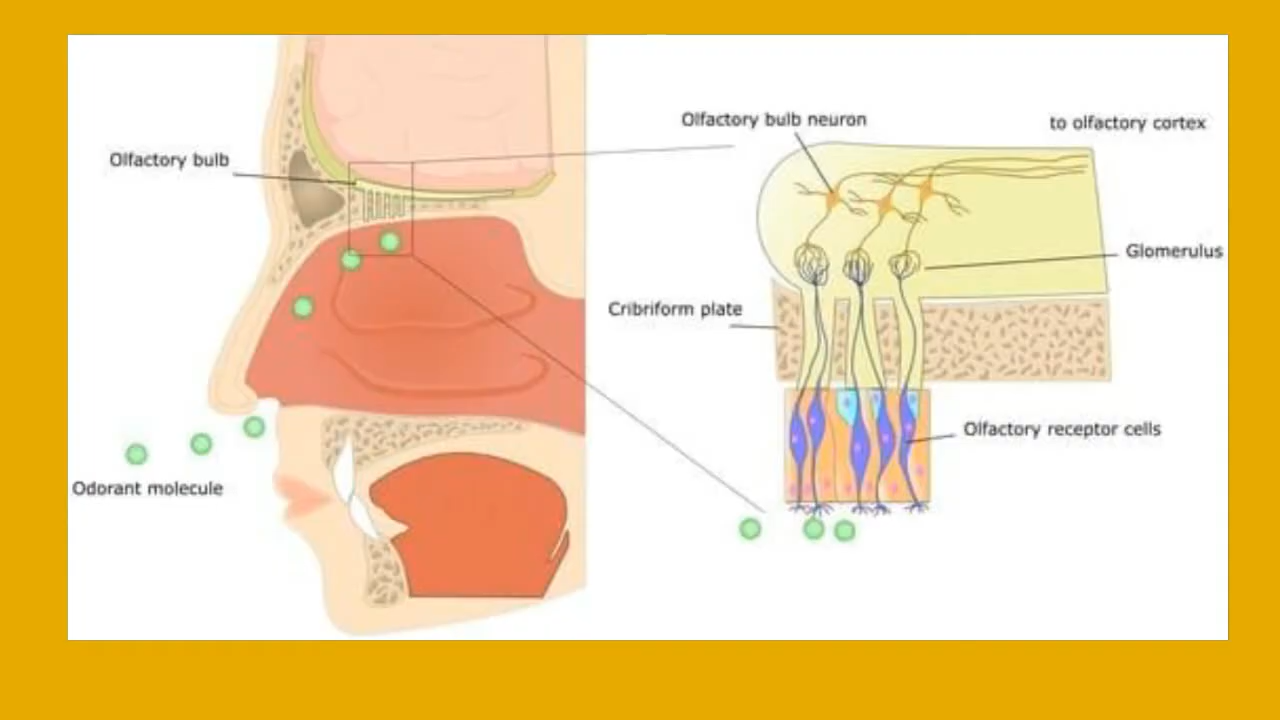 Olfactory bulb
Odorant molecule
Olfactory bulb neuron
to olfactory cortex
Glomerulus
Cribriform plate
Olfactory receptor cells